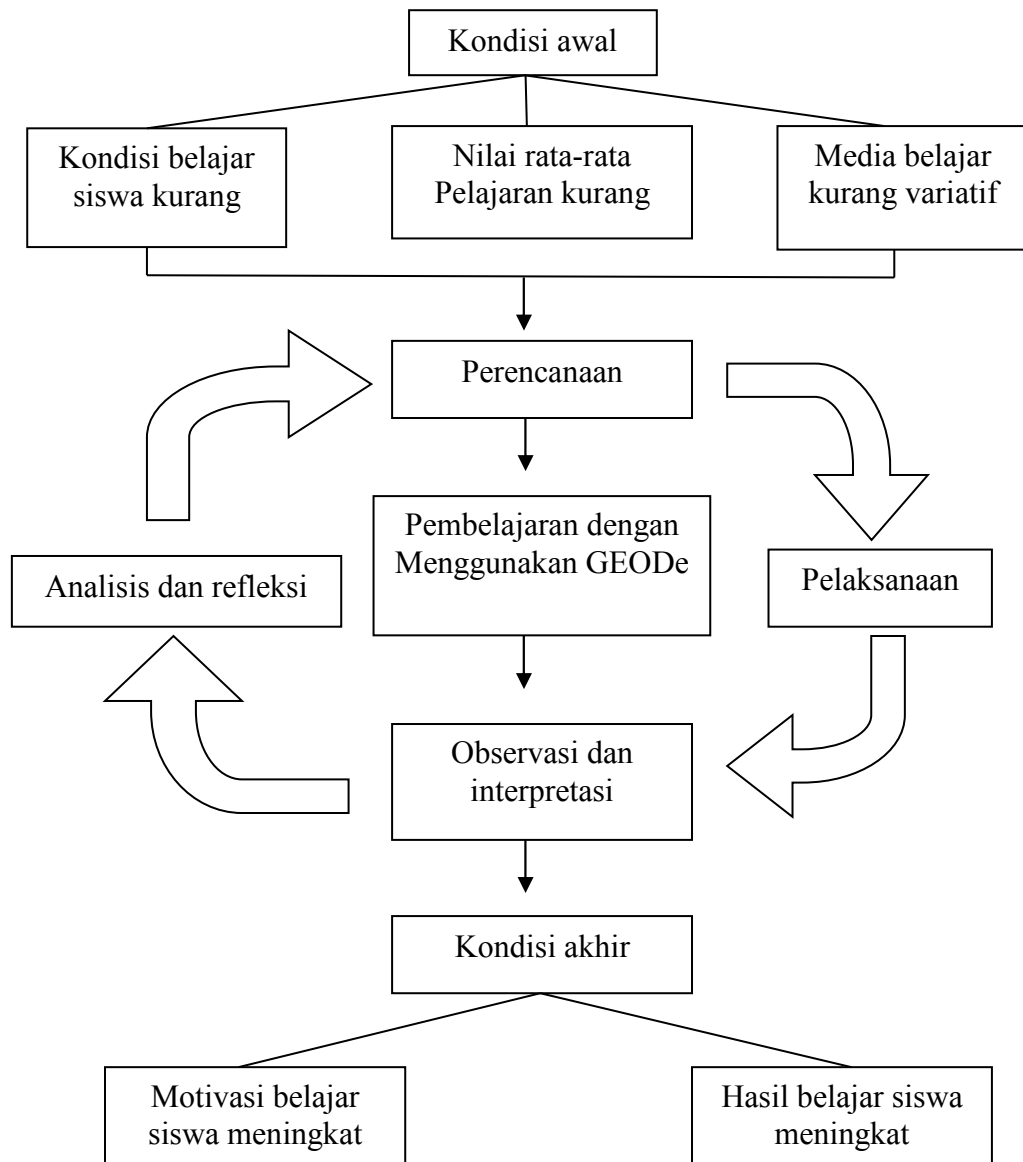 Kondisi awal
Kondisi belajar
siswa kurang
Nilai rata-rata
Pelajaran kurang
Media belajar
kurang variatif
Perencanaan
Pembelajaran dengan
Menggunakan GEODe
Analisis dan refleksi
Pelaksanaan
Observasi dan
interpretasi
Kondisi akhir
Motivasi belajar
siswa meningkat
Hasil belajar siswa
meningkat